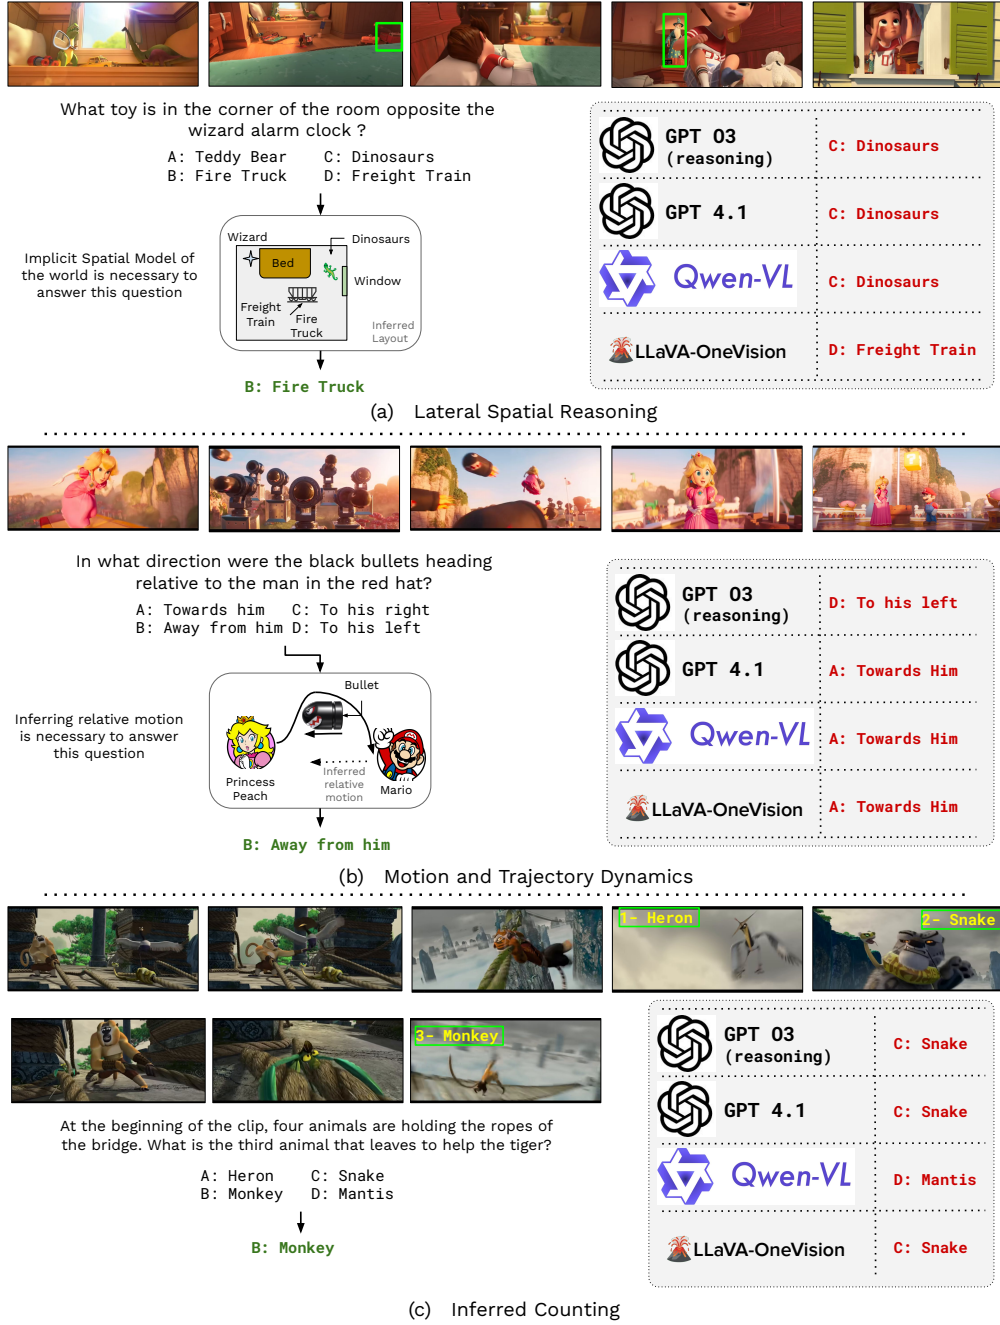 What toy is in the corner of the room opposite the
wizard alarm clock ?
A: Teddy Bear C: Dinosaurs
B: Fire Truck D: Freight Train
Implicit Spatial Model of
the world is necessary to
answer this question
Wizard
Dinosaurs
Bed
Window
Freight
Train
Fire
Truck
Inferred
Layout
B: Fire Truck
GPT O3
(reasoning)
C: Dinosaurs
GPT 4.1
C: Dinosaurs
Qwen-VL
C: Dinosaurs
LLaVA-OneVision
D: Freight Train
(a) Lateral Spatial Reasoning
In what direction were the black bullets heading
relative to the man in the red hat?
A: Towards him C: To his right
B: Away from him D: To his left
Inferring relative motion
is necessary to answer
this question
Bullet
Princess
Peach
Inferred
relative
motion
Mario
B: Away from him
GPT O3
(reasoning)
D: To his left
GPT 4.1
A: Towards Him
Qwen-VL
A: Towards Him
LLaVA-OneVision
A: Towards Him
(b) Motion and Trajectory Dynamics
1- Heron
2- Snake
3- Monkey
At the beginning of the clip, four animals are holding the ropes of
the bridge. What is the third animal that leaves to help the tiger?
A: Heron C: Snake
B: Monkey D: Mantis
B: Monkey
GPT O3
(reasoning)
C: Snake
GPT 4.1
C: Snake
Qwen-VL
D: Mantis
LLaVA-OneVision
C: Snake
(c) Inferred Counting